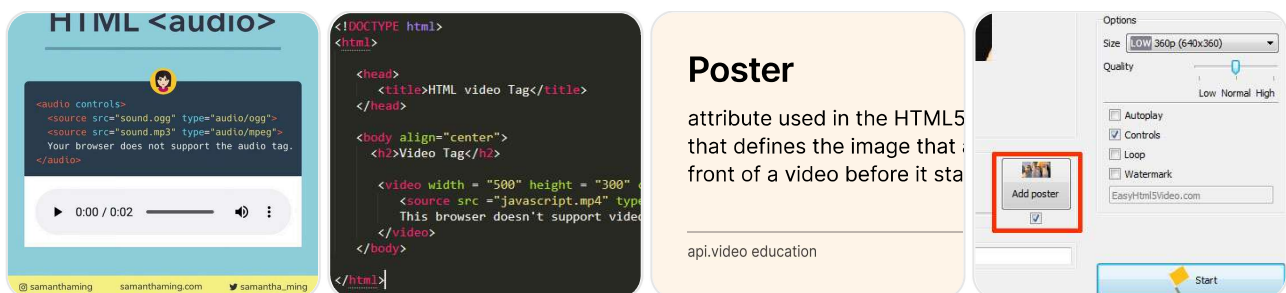 HTML <audio>
<audio controls>
<source src="sound.ogg" type="audio/ogg">
<source src="sound.mp3" type="audio/mpeg">
Your browser does not support the audio tag.
</audio>
0:00 / 0:02
samanthaming
samanthaming.com
samantha_ming
<!DOCTYPE html>
<html>
<head>
<title>HTML video Tag</title>
</head>
<body align="center">
<h2>Video Tag</h2>
<video width = "500" height = "300"
<source src ="javascript.mp4" type
This browser doesn't support video
</video>
</body>
</html>
Poster
attribute used in the HTML5
that defines the image that
front of a video before it sta
api.video education
Options
Size LOW 360p (640x360)
Quality
Low Normal High
Autoplay
Controls
Loop
Watermark
EasyHtml5Video.com
Add poster
Start